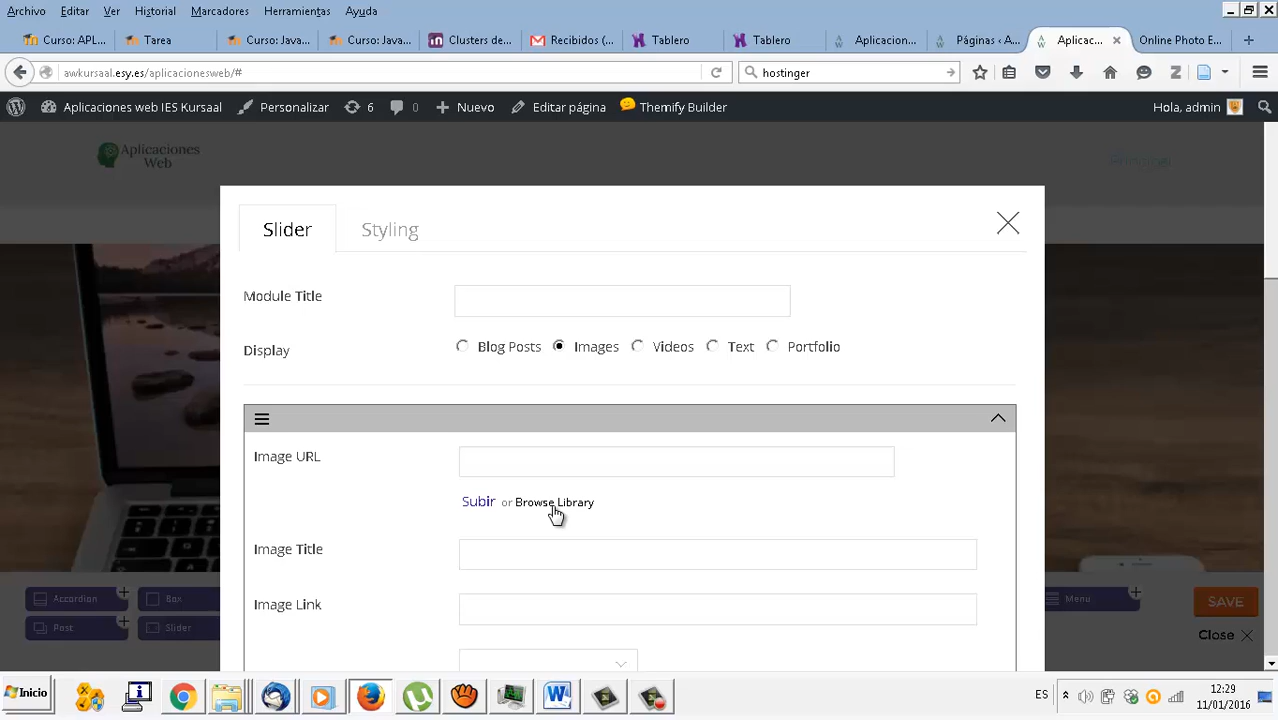 Archivo Editar Ver Historial Marcadores Herramientas Ayuda
Curso: APL... Tarea Curso: Java... Curso: Java... Clusters de... Recibidos (... Tablero Tablero Aplicacion... Páginas ‹ A... Aplicac... Online Photo E...
awkursaal.esy.es/aplicacionesweb/# hostinger
Aplicaciones web IES Kursaal Personalizar 6 0 Nuevo Editar página Themify Builder Hola, admin
Aplicaciones
Web
Slider Styling
Module Title
Display Blog Posts Images Videos Text Portfolio
Image URL
Subir or Browse Library
Image Title
Image Link
Accordion Box Menu SAVE
Post Slider
Close
Inicio ES 12:29
11/01/2016